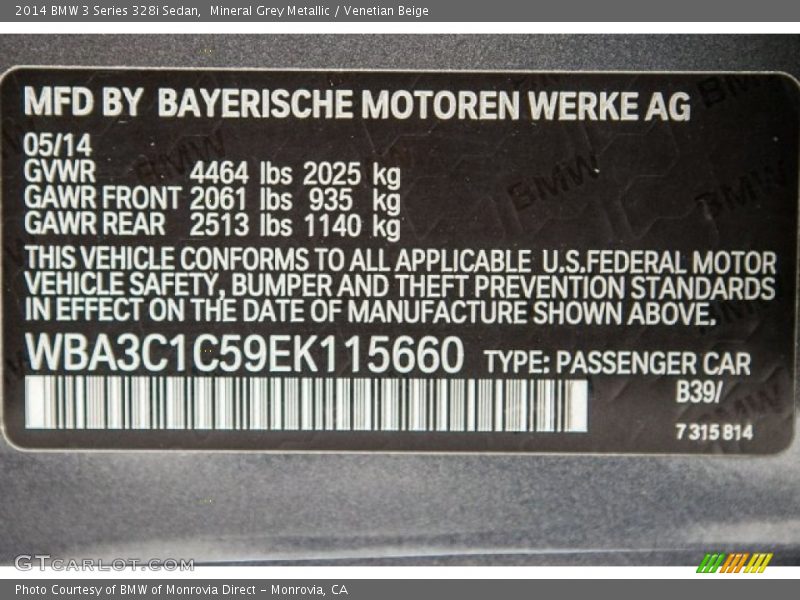 2014 BMW 3 Series 328i Sedan,  Mineral Grey Metallic / Venetian Beige
MFD BY BAYERISCHE MOTOREN WERKE AG
05/14
GVWR 4464 lbs 2025 kg
GAWR FRONT 2061 lbs 935 kg
GAWR REAR 2513 lbs 1140 kg
THIS VEHICLE CONFORMS TO ALL APPLICABLE U.S.FEDERAL MOTOR
VEHICLE SAFETY, BUMPER AND THEFT PREVENTION STANDARDS
IN EFFECT ON THE DATE OF MANUFACTURE SHOWN ABOVE.
WBA3C1C59EK115660 TYPE: PASSENGER CAR
B39/
7 315 814
GTCARLOT.COM
Photo Courtesy of BMW of Monrovia Direct - Monrovia, CA